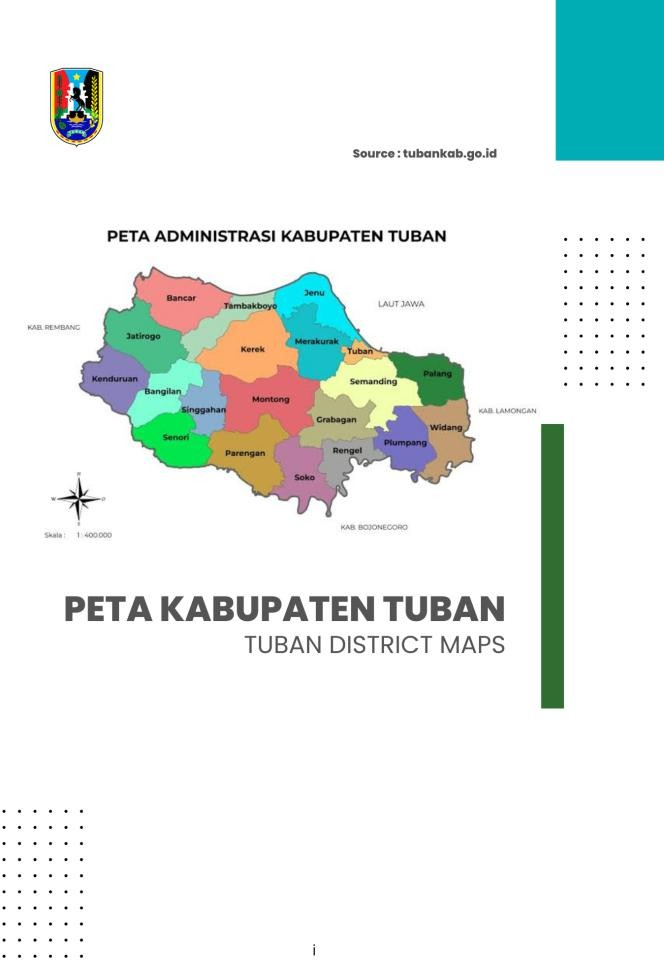 Source : tubankab.go.id
PETA ADMINISTRASI KABUPATEN TUBAN
Bancar
Jenu
Tambakboyo
LAUT JAWA
KAB. REMBANG
Jatirogo
Merakurak
Kerek
Tuban
Palang
Kenduruan
Semanding
Bangilan
Montong
Singgahan
KAB. LAMONGAN
Grabagan
Widang
Senori
Plumpang
Rengel
Parengan
Soko
N
W
O
S
KAB. BOJONEGORO
Skala : 1 : 400.000
PETA KABUPATEN TUBAN
TUBAN DISTRICT MAPS
i